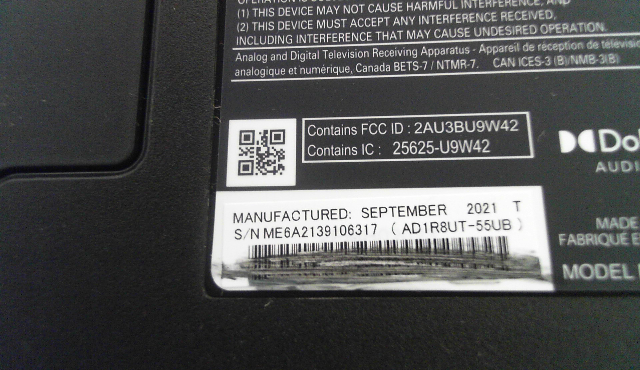 (1) THIS DEVICE MAY NOT CAUSE HARMFUL INTERFERENCE, AND
(2) THIS DEVICE MUST ACCEPT ANY INTERFERENCE RECEIVED,
INCLUDING INTERFERENCE THAT MAY CAUSE UNDESIRED OPERATION.
Analog and Digital Television Receiving Apparatus - Appareil de réception de télévision
analogique et numérique, Canada BETS-7 / NTMR-7. CAN ICES-3 (B)/NMB-3(B)
Contains FCC ID : 2AU3BU9W42
Contains IC : 25625-U9W42
MANUFACTURED: SEPTEMBER 2021 T
S/N ME6A2139106317 ( AD1R8UT-55UB )
MADE
FABRIQUÉ
MODEL